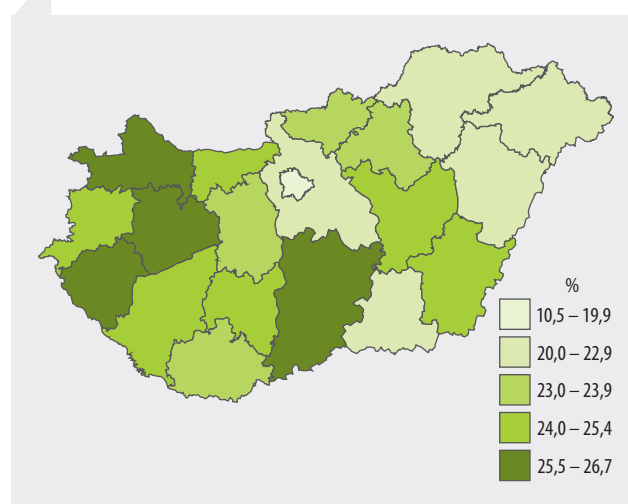 %
10,5 – 19,9
20,0 – 22,9
23,0 – 23,9
24,0 – 25,4
25,5 – 26,7